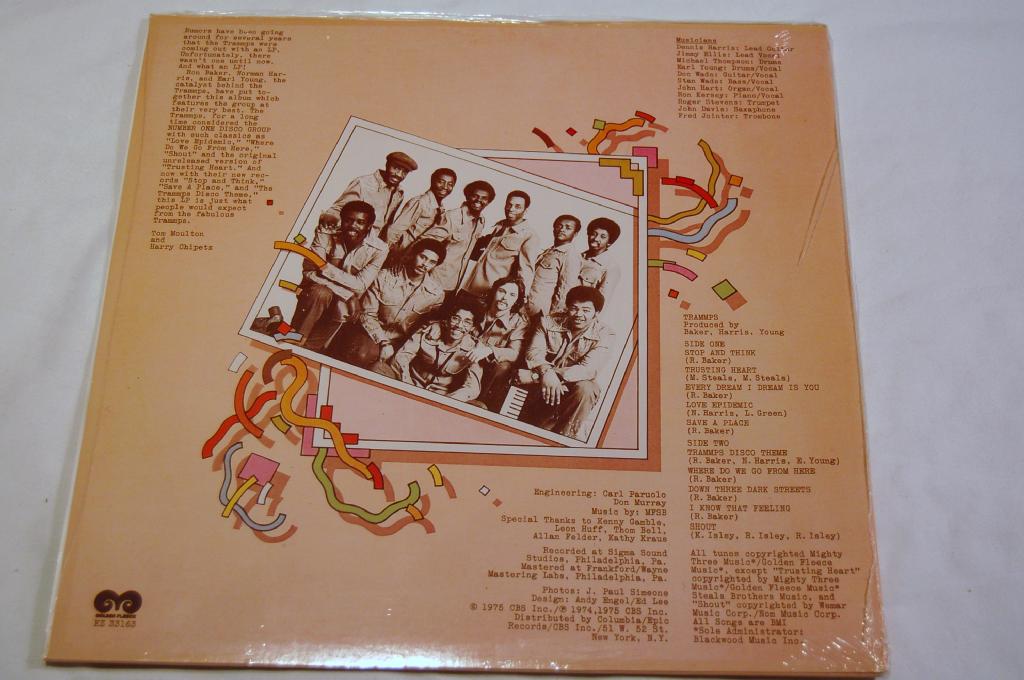 Rumors have been going
around for several years
that the Trammps were
coming out with an LP.
Unfortunately, there
wasn't one until now.
And what an LP!
Ron Baker, Norman Har-
ris, and Earl Young, the
catalyst behind the
Trammps, have put to-
gether this album which
features the group at
their very best. The
Trammps, for a long
time considered the
NUMBER ONE DISCO GROUP
with such classics as
"Love Epidemic," "Where
Do We Go From Here,"
"Shout" and the original
unreleased version of
"Trusting Heart." And
now with their new rec-
ords "Stop and Think,"
"Save A Place," and "The
Trammps Disco Theme,"
this LP is just what
people would expect
from the fabulous
Trammps.
Tom Moulton
and
Harry Chipetz
Musicians
Dennis Harris: Lead Guitar
Jimmy Ellis: Lead Vocal
Michael Thompson: Drums
Earl Young: Drums/Vocal
Don Wade: Guitar/Vocal
Stan Wade: Bass/Vocal
John Hart: Organ/Vocal
Ron Kersey: Piano/Vocal
Roger Stevens: Trumpet
John Davis: Saxophone
Fred Jointer: Trombone
TRAMMPS
Produced by
Baker, Harris, Young
SIDE ONE
STOP AND THINK
(R. Baker)
TRUSTING HEART
(M. Steals, M. Steals)
EVERY DREAM I DREAM IS YOU
(R. Baker)
LOVE EPIDEMIC
(N. Harris, L. Green)
SAVE A PLACE
(R. Baker)
SIDE TWO
TRAMMPS DISCO THEME
(R. Baker, N. Harris, E. Young)
WHERE DO WE GO FROM HERE
(R. Baker)
DOWN THREE DARK STREETS
(R. Baker)
I KNOW THAT FEELING
(R. Baker)
SHOUT
(K. Isley, R. Isley, R. Isley)
All tunes copyrighted Mighty
Three Music*/Golden Fleece
Music*, except "Trusting Heart"
copyrighted by Mighty Three
Music*/Golden Fleece Music*
Steals Brothers Music, and
"Shout" copyrighted by Wemar
Music Corp./Nom Music Corp.
All Songs are BMI
*Sole Administrator:
Blackwood Music Inc.
Engineering: Carl Paruolo
Don Murray
Music by: MFSB
Special Thanks to Kenny Gamble,
Leon Huff, Thom Bell,
Allan Felder, Kathy Kraus
Recorded at Sigma Sound
Studios, Philadelphia, Pa.
Mastered at Frankford/Wayne
Mastering Labs, Philadelphia, Pa.
Photos: J. Paul Simeone
Design: Andy Engel/Ed Lee
© 1975 CBS Inc./℗ 1974,1975 CBS Inc.
Distributed by Columbia/Epic
Records/CBS Inc./51 W. 52 St.
New York, N.Y.
GOLDEN FLEECE
KZ 33163